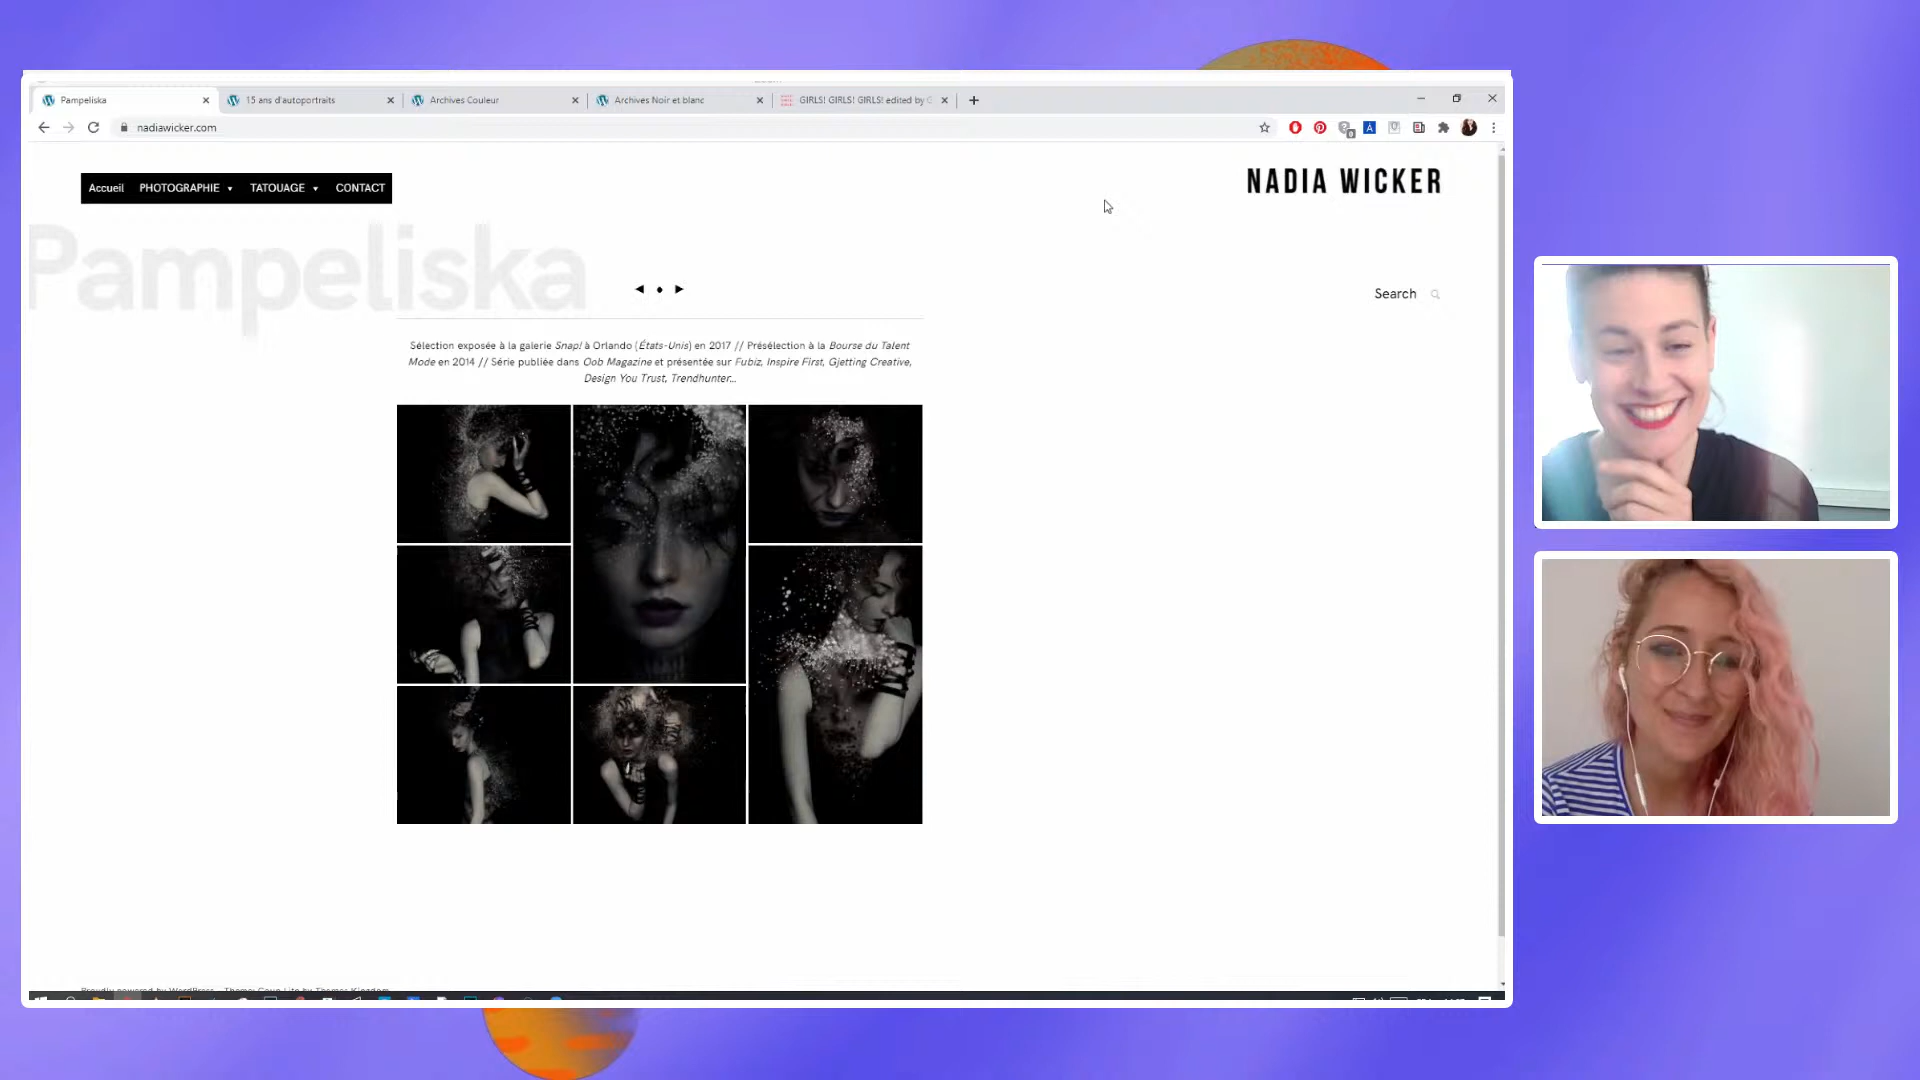 Pampeliska
15 ans d'autoportraits
Archives Couleur
Archives Noir et blanc
GIRLS! GIRLS! GIRLS! edited by
nadiawicker.com
Accueil PHOTOGRAPHIE TATOUAGE CONTACT
NADIA WICKER
Pampeliska
Search
Sélection exposée à la galerie Snap! à Orlando (États-Unis) en 2017 // Présélection à la Bourse du Talent
Mode en 2014 // Série publiée dans Oob Magazine et présentée sur Fubiz, Inspire First, Gjetting Creative,
Design You Trust, Trendhunter...